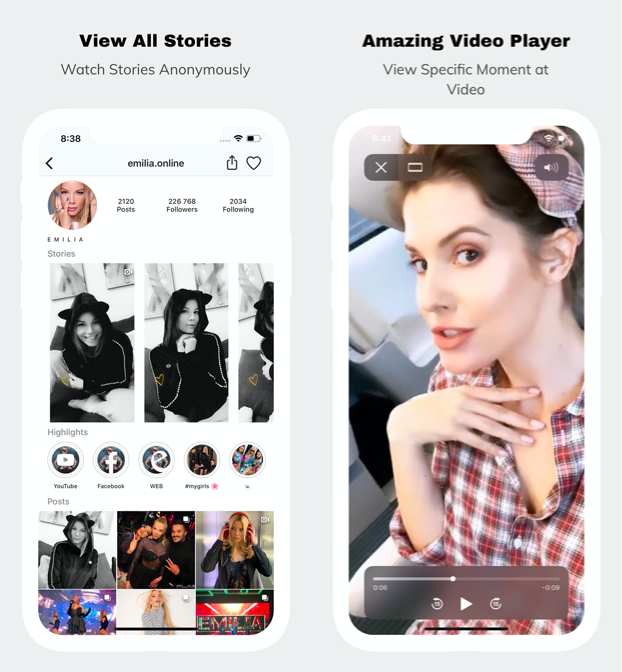 View All Stories
Watch Stories Anonymously
8:38
emilia.online
2120
Posts
226 768
Followers
2034
Following
E M I L I A
Stories
Highlights
YouTube
Facebook
WEB
#mygirls 🌸
Posts
EMILIA
Amazing Video Player
View Specific Moment at
Video
8:41
15
15
0:06
−0:09